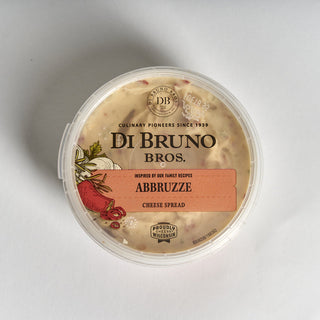 DB
CULINARY PIONEERS SINCE 1939
DI BRUNO
BROS.
INSPIRED BY OUR FAMILY RECIPES
ABBRUZZE
CHEESE SPREAD
PROUDLY
WISCONSIN